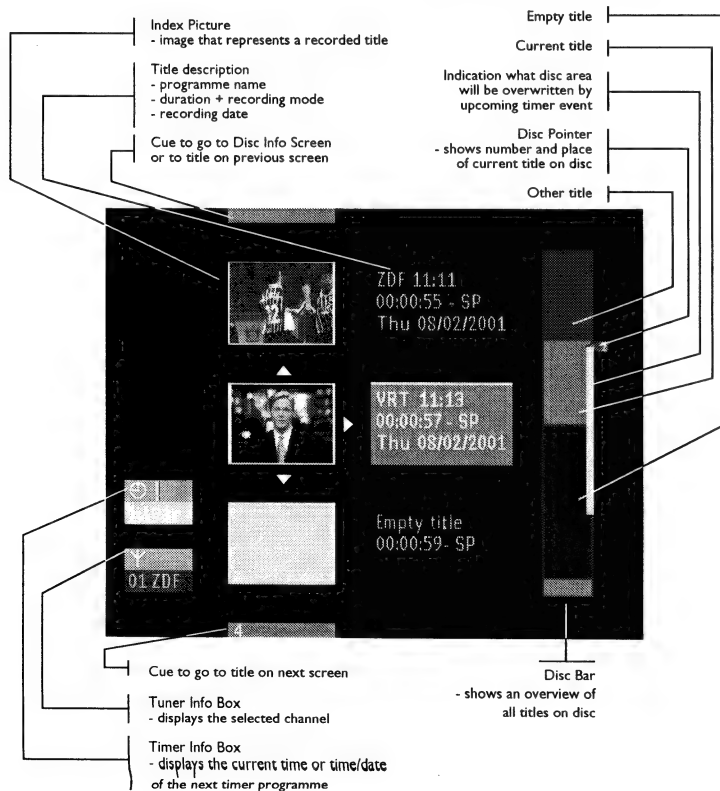 Index Picture
- image that represents a recorded title
Title description
- programme name
- duration + recording mode
- recording date
Cue to go to Disc Info Screen
or to title on previous screen
Empty title
Current title
Indication what disc area
will be overwritten by
upcoming timer event
Disc Pointer
- shows number and place
of current title on disc
Other title
ZDF 11:11
00:00:55 - SP
Thu 08/02/2001
2
VRT 11:13
00:00:57 - SP
Thu 08/02/2001
Empty title
00:00:59- SP
01 ZDF
4
Cue to go to title on next screen
Tuner Info Box
- displays the selected channel
Timer Info Box
- displays the current time or time/date
of the next timer programme
Disc Bar
- shows an overview of
all titles on disc